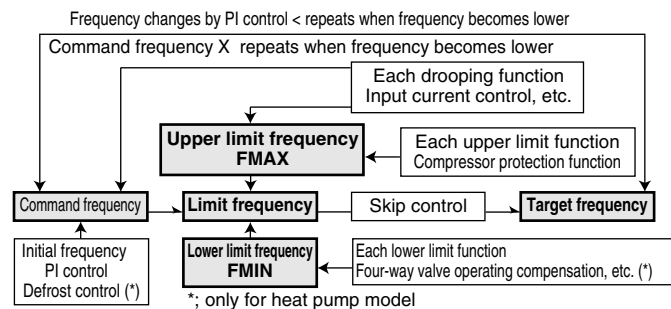 Frequency changes by PI control < repeats when frequency becomes lower
Command frequency X repeats when frequency becomes lower
Each drooping function
Input current control, etc.
Upper limit frequency
FMAX
Each upper limit function
Compressor protection function
Command frequency
Limit frequency
Skip control
Target frequency
Initial frequency
PI control
Defrost control (*)
Lower limit frequency
FMIN
Each lower limit function
Four-way valve operating compensation, etc. (*)
*; only for heat pump model